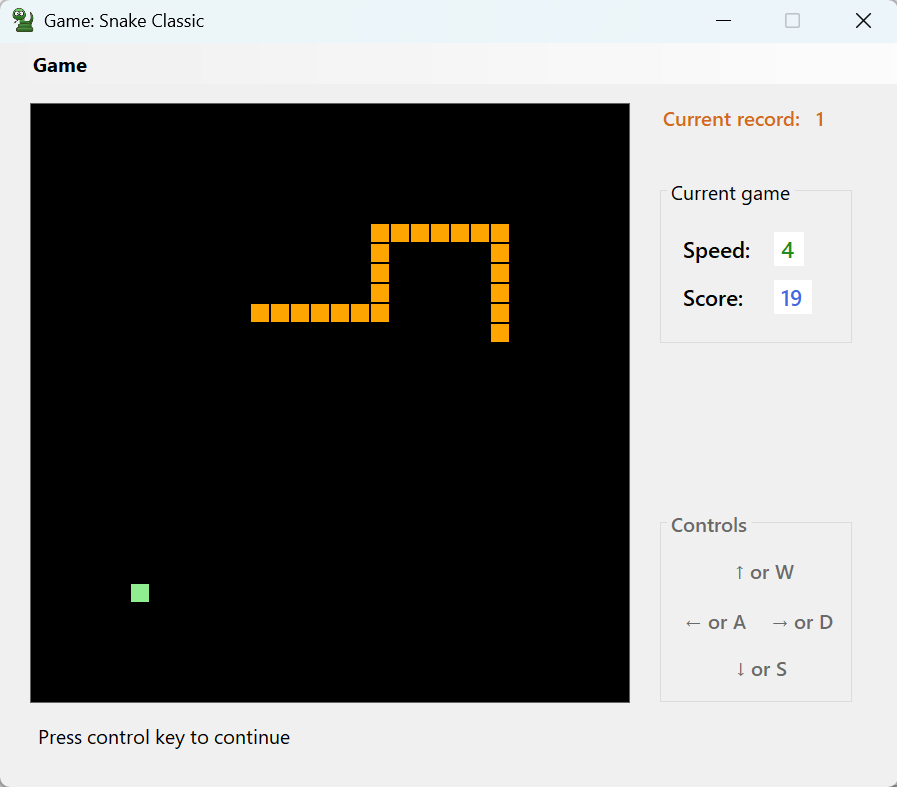 Game: Snake Classic
Game
Current record: 1
Current game
Speed: 4
Score: 19
Controls
↑ or W
← or A → or D
↓ or S
Press control key to continue